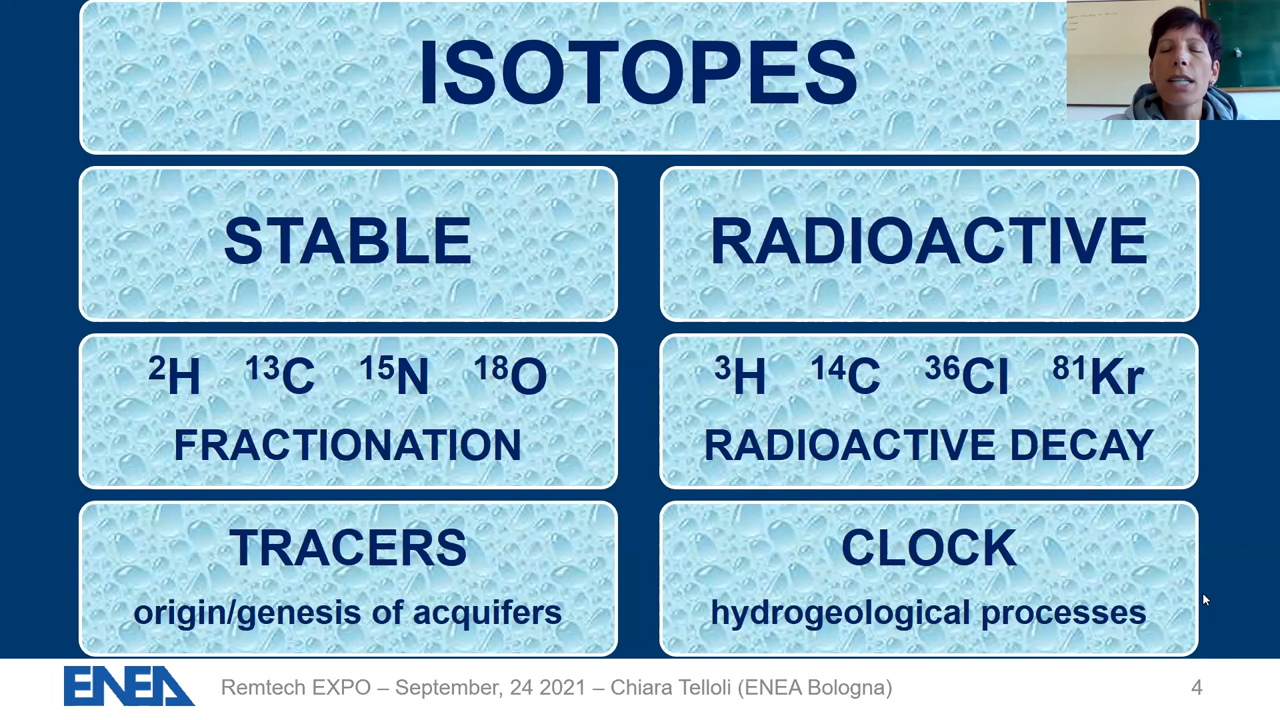 ISOTOPES
STABLE
RADIOACTIVE
²H ¹³C ¹⁵N ¹⁸O
FRACTIONATION
³H ¹⁴C ³⁶Cl ⁸¹Kr
RADIOACTIVE DECAY
TRACERS
origin/genesis of acquifers
CLOCK
hydrogeological processes
ENEA
Remtech EXPO – September, 24 2021 – Chiara Telloli (ENEA Bologna)
4